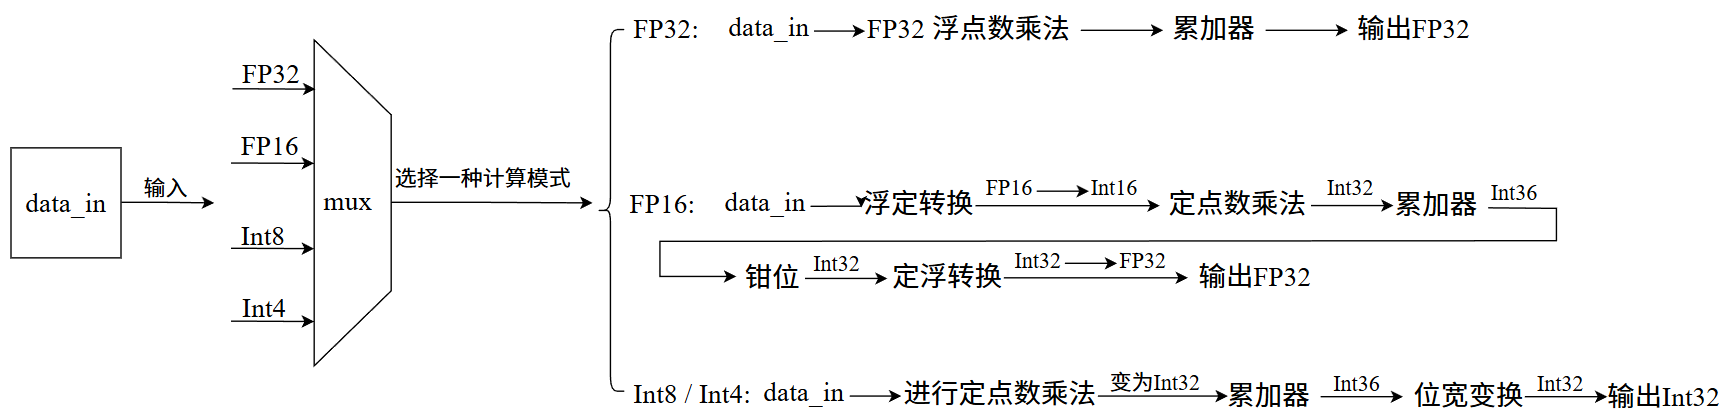 data_in
输入
FP32
FP16
Int8
Int4
mux
选择一种计算模式
FP32: data_in FP32 浮点数乘法 累加器 输出FP32
FP16: data_in 浮定转换 FP16 Int16 定点数乘法 Int32 累加器 Int36
钳位 Int32 定浮转换 Int32 FP32 输出FP32
Int8 / Int4: data_in 进行定点数乘法 变为Int32 累加器 Int36 位宽变换 Int32 输出Int32